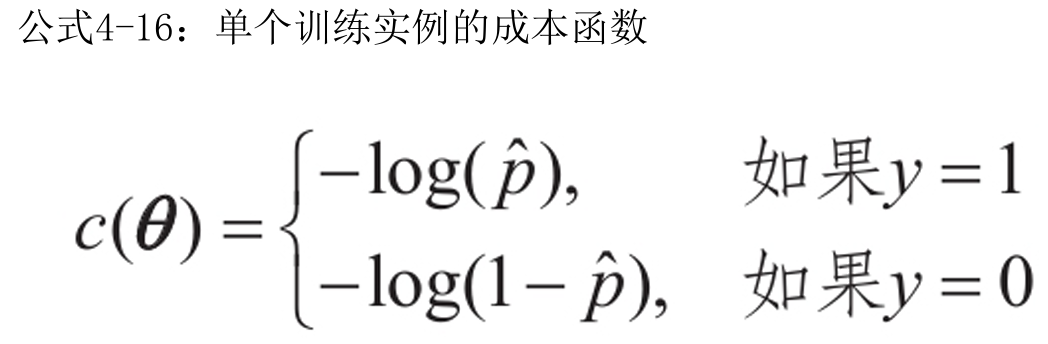 公式4-16：单个训练实例的成本函数
c(θ) = { −log(p̂), 如果y = 1
−log(1 − p̂), 如果y = 0